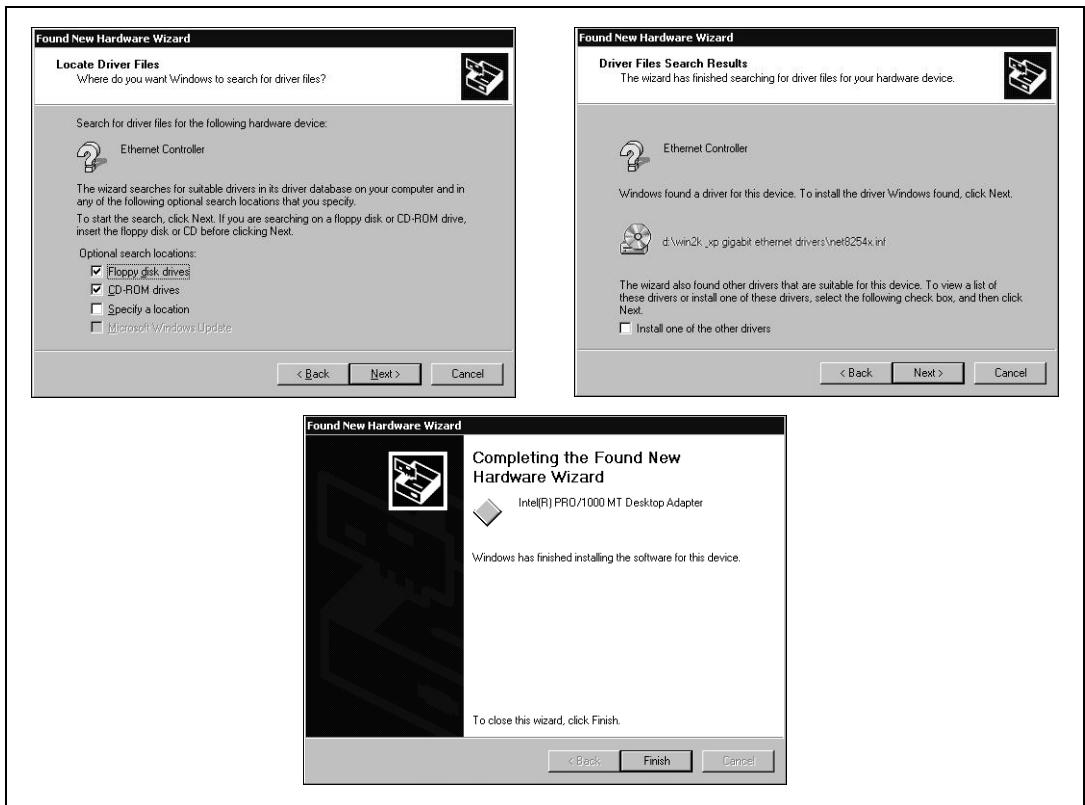 Found New Hardware Wizard
Locate Driver Files
Where do you want Windows to search for driver files?
Search for driver files for the following hardware device:
Ethernet Controller
The wizard searches for suitable drivers in its driver database on your computer and in
any of the following optional search locations that you specify.
To start the search, click Next. If you are searching on a floppy disk or CD-ROM drive,
insert the floppy disk or CD before clicking Next.
Optional search locations:
Floppy disk drives
CD-ROM drives
Specify a location
Microsoft Windows Update
< Back Next > Cancel
Found New Hardware Wizard
Driver Files Search Results
The wizard has finished searching for driver files for your hardware device.
Ethernet Controller
Windows found a driver for this device. To install the driver Windows found, click Next.
d:\win2k_xp gigabit ethernet drivers\net8254x.inf
The wizard also found other drivers that are suitable for this device. To view a list of
these drivers or install one of these drivers, select the following check box, and then click
Next.
Install one of the other drivers
< Back Next > Cancel
Found New Hardware Wizard
Completing the Found New
Hardware Wizard
Intel(R) PRO/1000 MT Desktop Adapter
Windows has finished installing the software for this device.
To close this wizard, click Finish.
< Back Finish Cancel